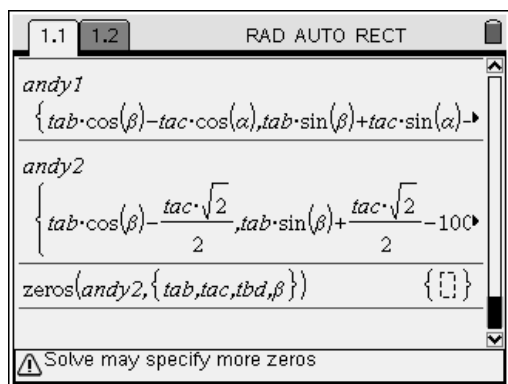 1.1 1.2 RAD AUTO RECT
andy1
{tab·cos(β)−tac·cos(α),tab·sin(β)+tac·sin(α)-▸
andy2
{tab·cos(β)−tac·√2/2,tab·sin(β)+tac·√2/2−100▸
zeros(andy2,{tab,tac,tbd,β}) {[]}
⚠Solve may specify more zeros